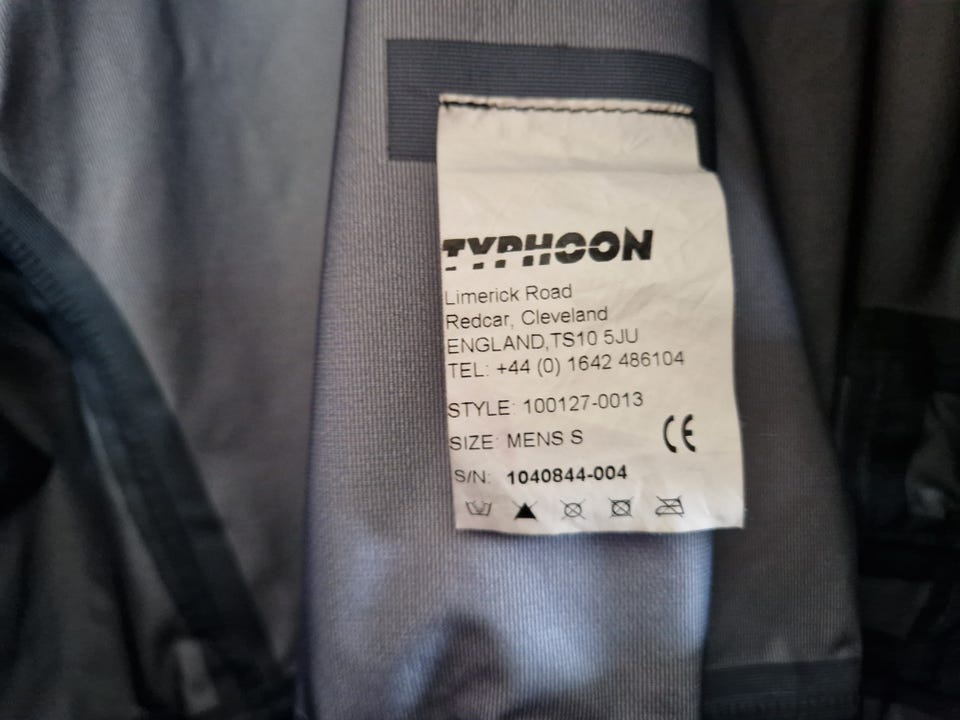 TYPHOON
Limerick Road
Redcar, Cleveland
ENGLAND,TS10 5JU
TEL: +44 (0) 1642 486104
STYLE: 100127-0013
SIZE: MENS S
CE
S/N: 1040844-004